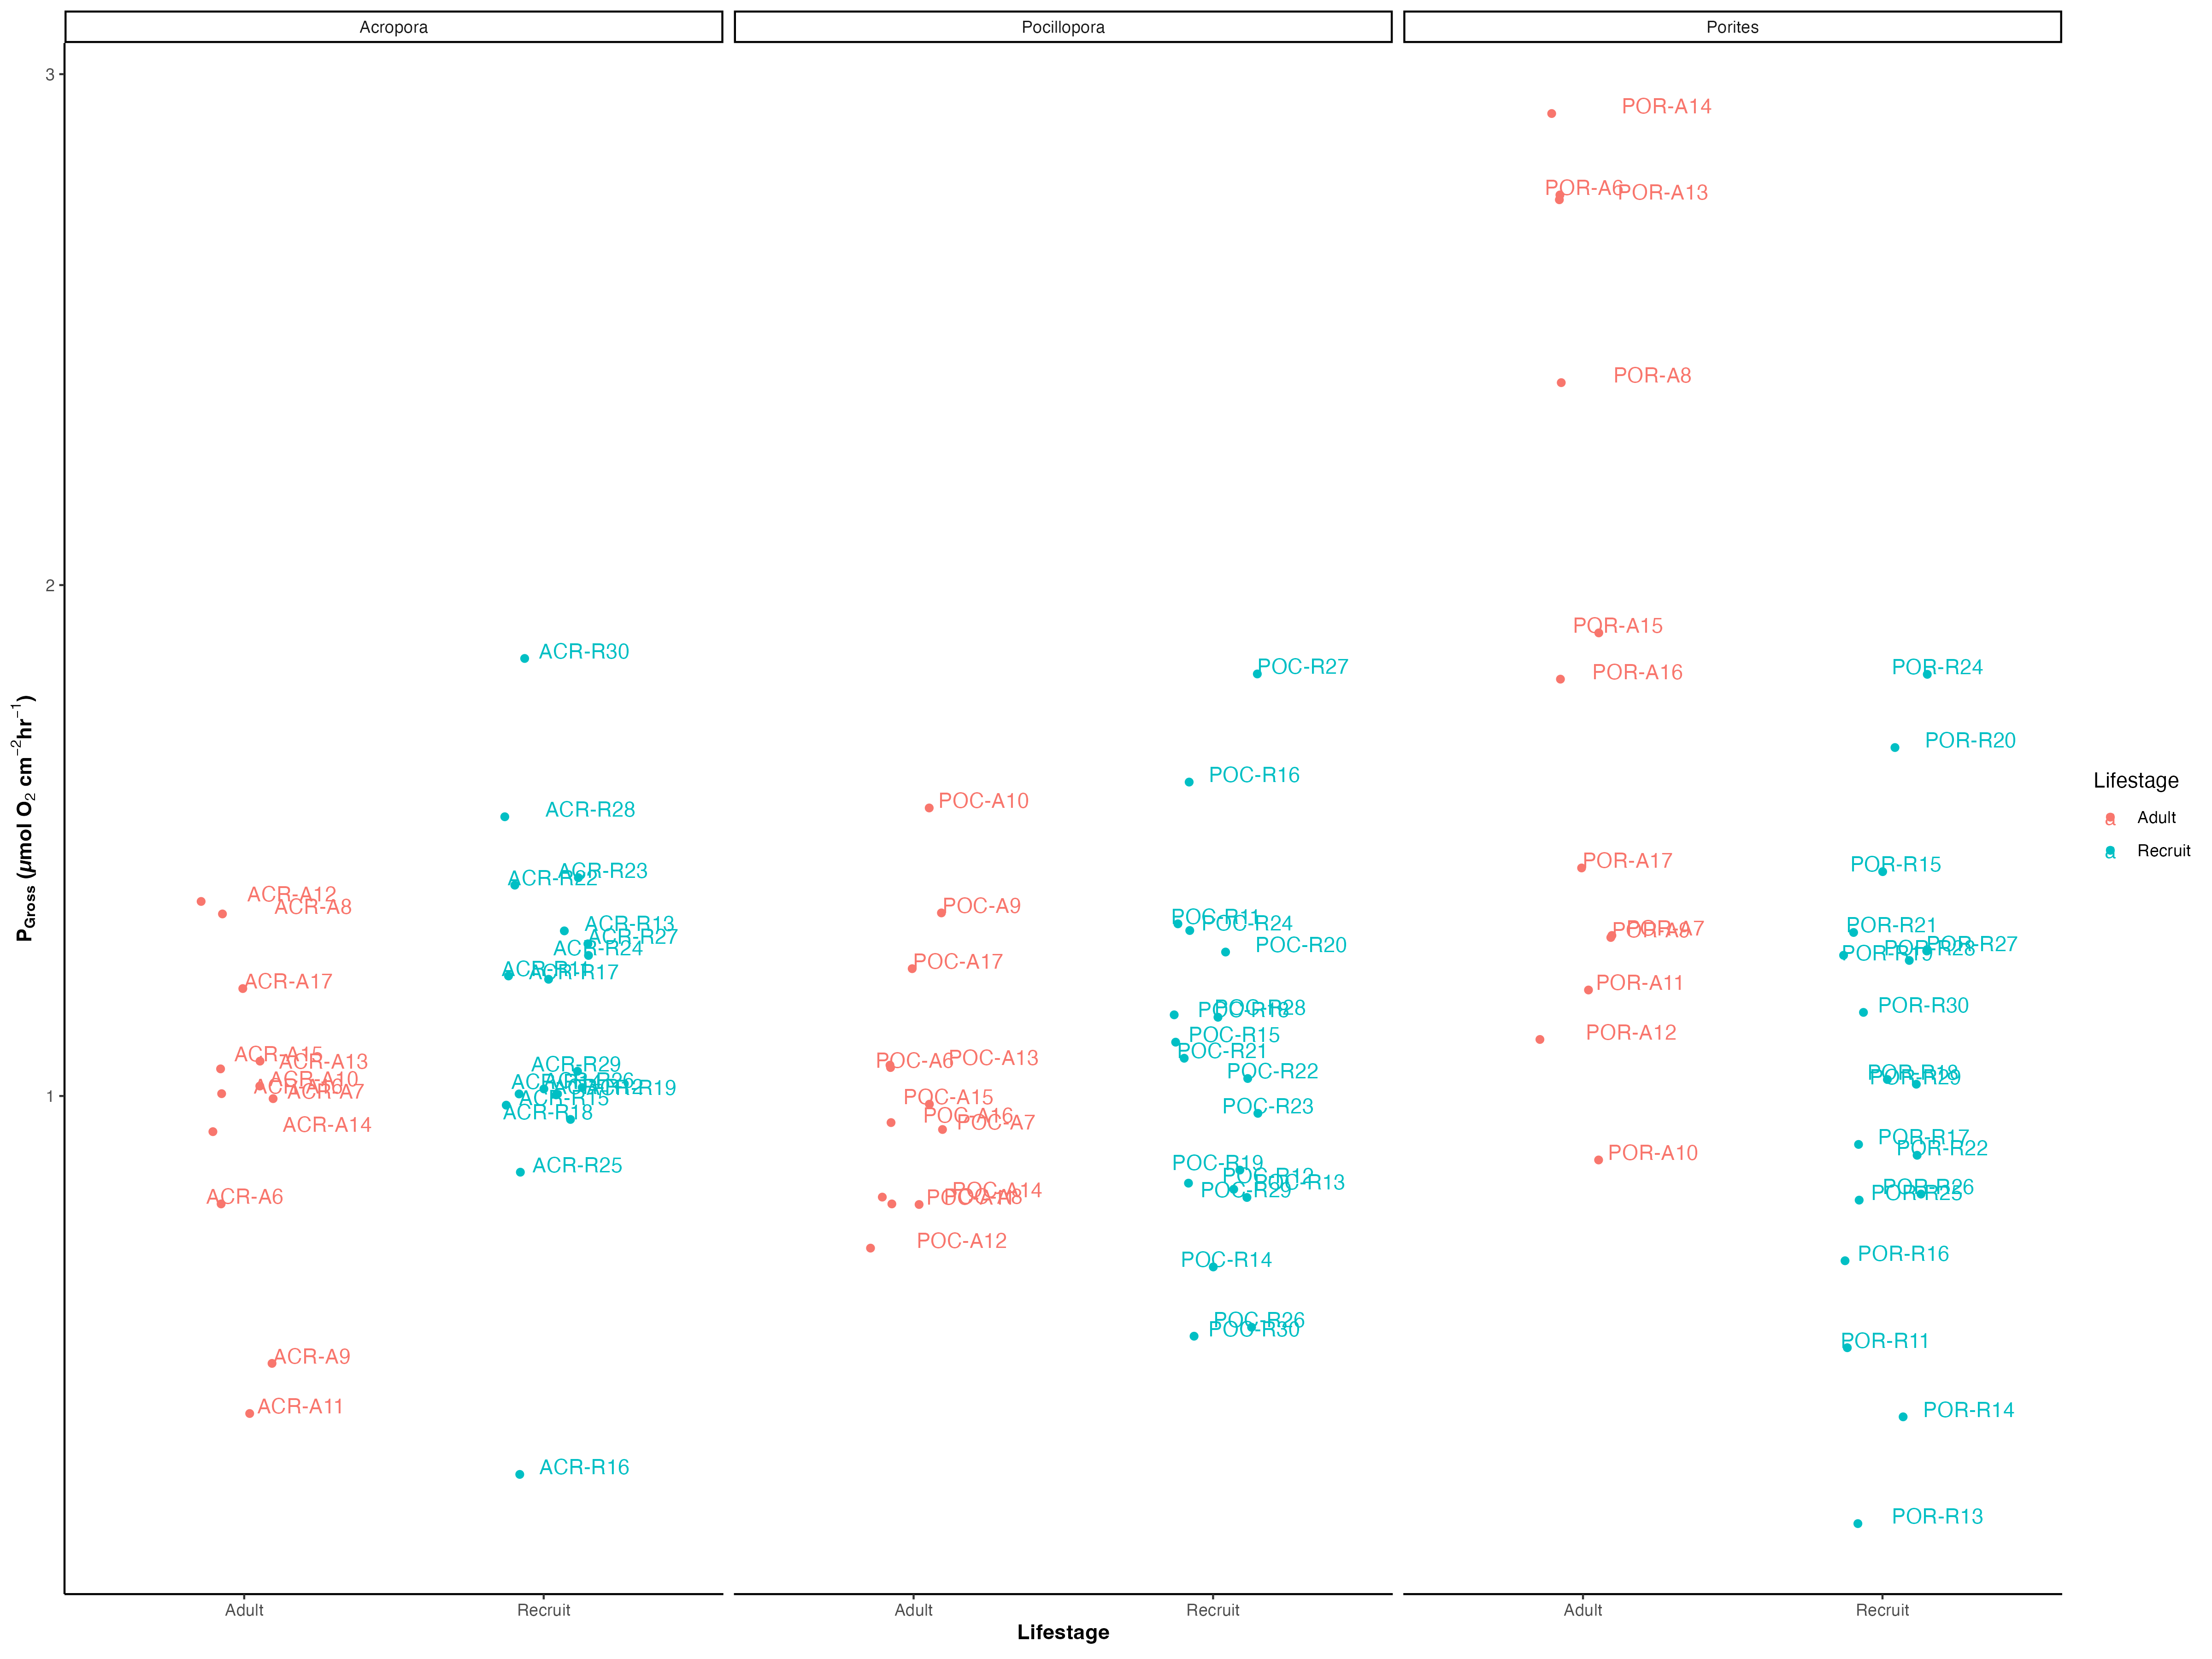 Acropora
Pocillopora
Porites
3
2
1
P Gross (μmol O2 cm−2hr−1)
ACR-R30
ACR-R28
ACR-R23
ACR-R22
ACR-A12
ACR-A8
ACR-R13
ACR-R27
ACR-R24
ACR-R11
ACR-R17
ACR-A17
ACR-A15
ACR-A13
ACR-A10
ACR-A16
ACR-A7
ACR-A14
ACR-R29
ACR-R26
ACR-R12
ACR-R19
ACR-R15
ACR-R18
ACR-R25
ACR-A6
ACR-A9
ACR-A11
ACR-R16
POC-R27
POC-R16
POC-A10
POC-A9
POC-R11
POC-R24
POC-R20
POC-A17
POC-R28
POC-R18
POC-R15
POC-R21
POC-A6
POC-A13
POC-R22
POC-A15
POC-R23
POC-A16
POC-A7
POC-R19
POC-R12
POC-R13
POC-R29
POC-A14
POC-A8
POC-A12
POC-R14
POC-R26
POC-R30
POR-A14
POR-A6
POR-A13
POR-A8
POR-A15
POR-A16
POR-R24
POR-R20
POR-A17
POR-R15
POR-A7
POR-A9
POR-R21
POR-R27
POR-R28
POR-R19
POR-A11
POR-R30
POR-A12
POR-R18
POR-R29
POR-R17
POR-R22
POR-A10
POR-R26
POR-R25
POR-R16
POR-R11
POR-R14
POR-R13
Adult
Recruit
Adult
Recruit
Adult
Recruit
Lifestage
Lifestage
a Adult
a Recruit